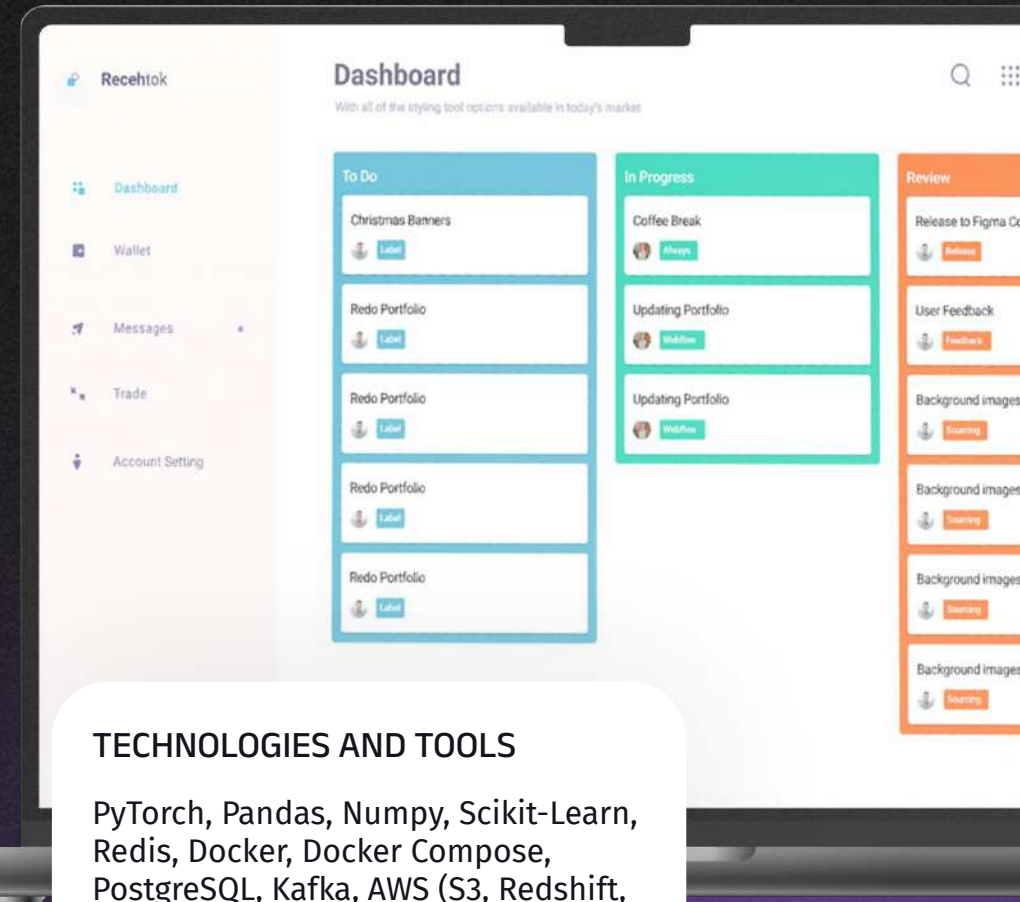 Recehtok
Dashboard
With all of the styling tool options available in today's market
Dashboard
Wallet
Messages
Trade
Account Setting
To Do
Christmas Banners
Label
Redo Portfolio
Label
Redo Portfolio
Label
Redo Portfolio
Label
Redo Portfolio
Label
In Progress
Coffee Break
Always
Updating Portfolio
Webflow
Updating Portfolio
Webflow
Review
Release to Figma Co
Release
User Feedback
Feedback
Background images
Sourcing
Background images
Sourcing
Background images
Sourcing
Background images
Sourcing
TECHNOLOGIES AND TOOLS
PyTorch, Pandas, Numpy, Scikit-Learn,
Redis, Docker, Docker Compose,
PostgreSQL, Kafka, AWS (S3, Redshift,